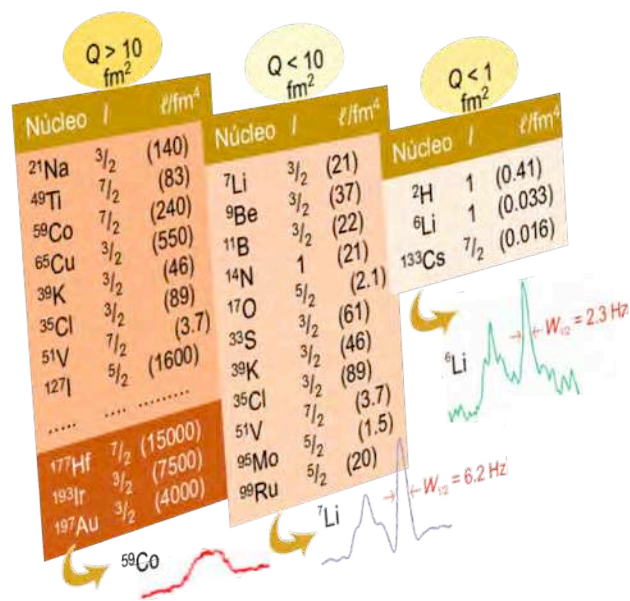 Q > 10
fm²
Núcleo I ℓ/fm⁴
²¹Na ³/₂ (140)
⁴⁹Ti ⁷/₂ (83)
⁵⁹Co ⁷/₂ (240)
⁶⁵Cu ³/₂ (550)
³⁹K ³/₂ (46)
³⁵Cl ³/₂ (89)
⁵¹V ⁷/₂ (3.7)
¹²⁷I ⁵/₂ (1600)
..... .... .........
¹⁷⁷Hf ⁷/₂ (15000)
¹⁹³Ir ³/₂ (7500)
¹⁹⁷Au ³/₂ (4000)
⁵⁹Co
Q < 10
fm²
Núcleo I ℓ/fm⁴
⁷Li ³/₂ (21)
⁹Be ³/₂ (37)
¹¹B ³/₂ (22)
¹⁴N 1 (21)
¹⁷O ⁵/₂ (2.1)
³³S ³/₂ (61)
³⁹K ³/₂ (46)
³⁵Cl ³/₂ (89)
⁵¹V ⁷/₂ (3.7)
⁹⁵Mo ⁵/₂ (1.5)
⁹⁹Ru ⁵/₂ (20)
⁷Li
W₁/₂ = 6.2 Hz
Q < 1
fm²
Núcleo I ℓ/fm⁴
²H 1 (0.41)
⁶Li 1 (0.033)
¹³³Cs ⁷/₂ (0.016)
⁶Li
W₁/₂ = 2.3 Hz